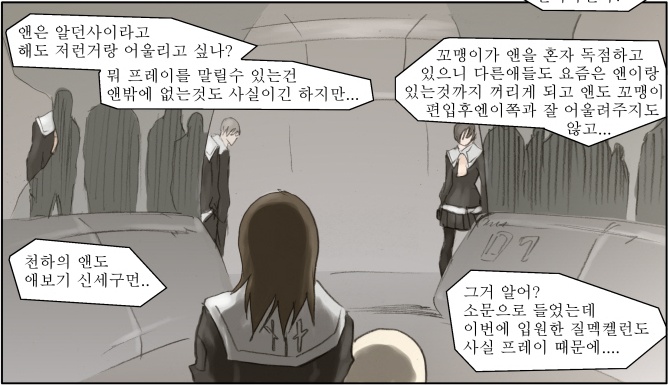 앤은 알던사이라고
해도 저런거랑 어울리고 싶나?
뭐 프레이를 말릴수 있는건
앤밖에 없는것도 사실이긴 하지만...
꼬맹이가 앤을 혼자 독점하고
있으니 다른애들도 요즘은 앤이랑
있는것까지 꺼리게 되고 앤도 꼬맹이
편입후엔이쪽과 잘 어울려주지도
않고...
천하의 앤도
애보기 신세구먼..
그거 알어?
소문으로 들었는데
이번에 입원한 질멕켈런도
사실 프레이 때문에....